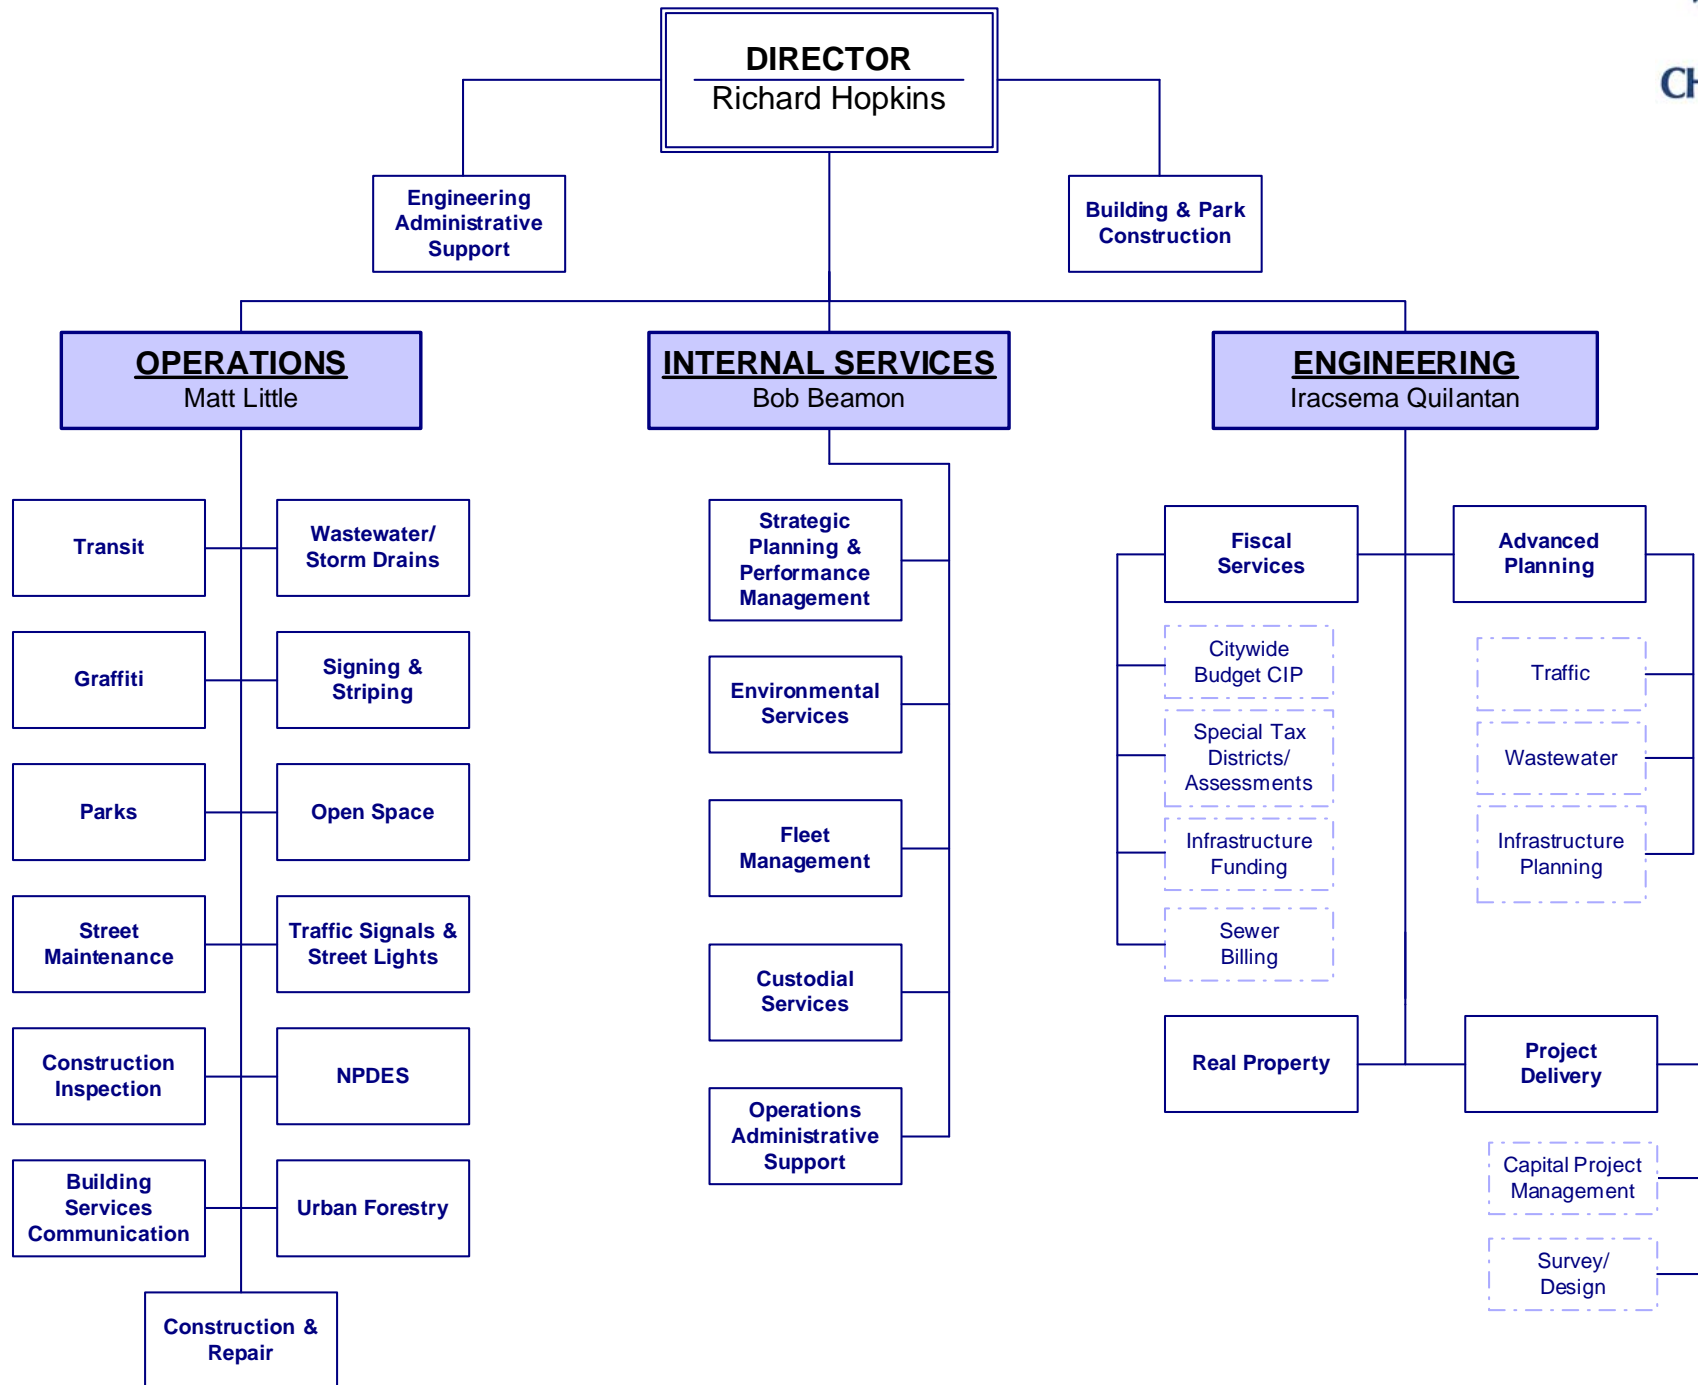 DIRECTOR
Richard Hopkins
CH
Engineering
Administrative
Support
Building & Park
Construction
OPERATIONS
Matt Little
INTERNAL SERVICES
Bob Beamon
ENGINEERING
Iracsema Quilantan
Transit
Wastewater/
Storm Drains
Graffiti
Signing &
Striping
Parks
Open Space
Street
Maintenance
Traffic Signals &
Street Lights
Construction
Inspection
NPDES
Building
Services
Communication
Urban Forestry
Construction &
Repair
Strategic
Planning &
Performance
Management
Environmental
Services
Fleet
Management
Custodial
Services
Operations
Administrative
Support
Fiscal
Services
Citywide
Budget CIP
Special Tax
Districts/
Assessments
Infrastructure
Funding
Sewer
Billing
Advanced
Planning
Traffic
Wastewater
Infrastructure
Planning
Real Property
Project
Delivery
Capital Project
Management
Survey/
Design